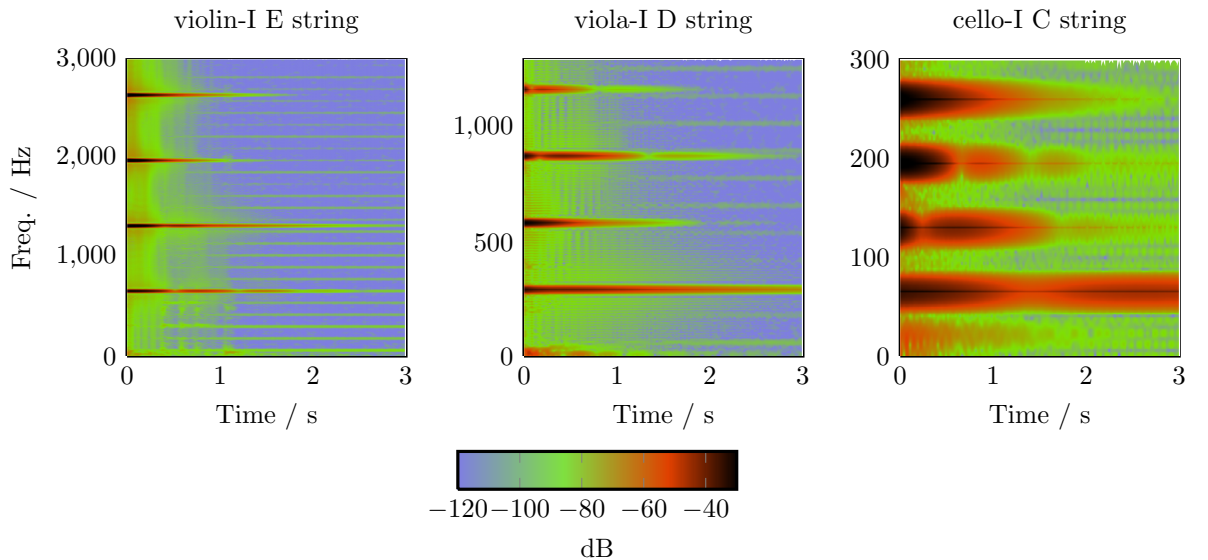 violin-I E string
viola-I D string
cello-I C string
Freq. / Hz
3,000
2,000
1,000
0
0 1 2 3
Time / s
1,000
500
0
0 1 2 3
Time / s
300
200
100
0
0 1 2 3
Time / s
−120 −100 −80 −60 −40
dB